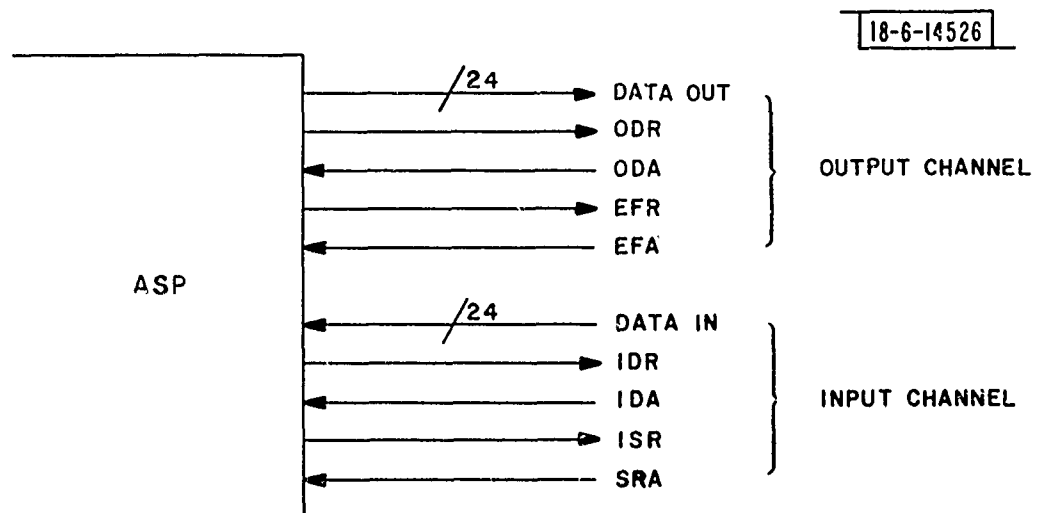 18-6-14526
24
DATA OUT
ODR
ODA
OUTPUT CHANNEL
EFR
EFA
ASP
24
DATA IN
IDR
IDA
INPUT CHANNEL
ISR
SRA